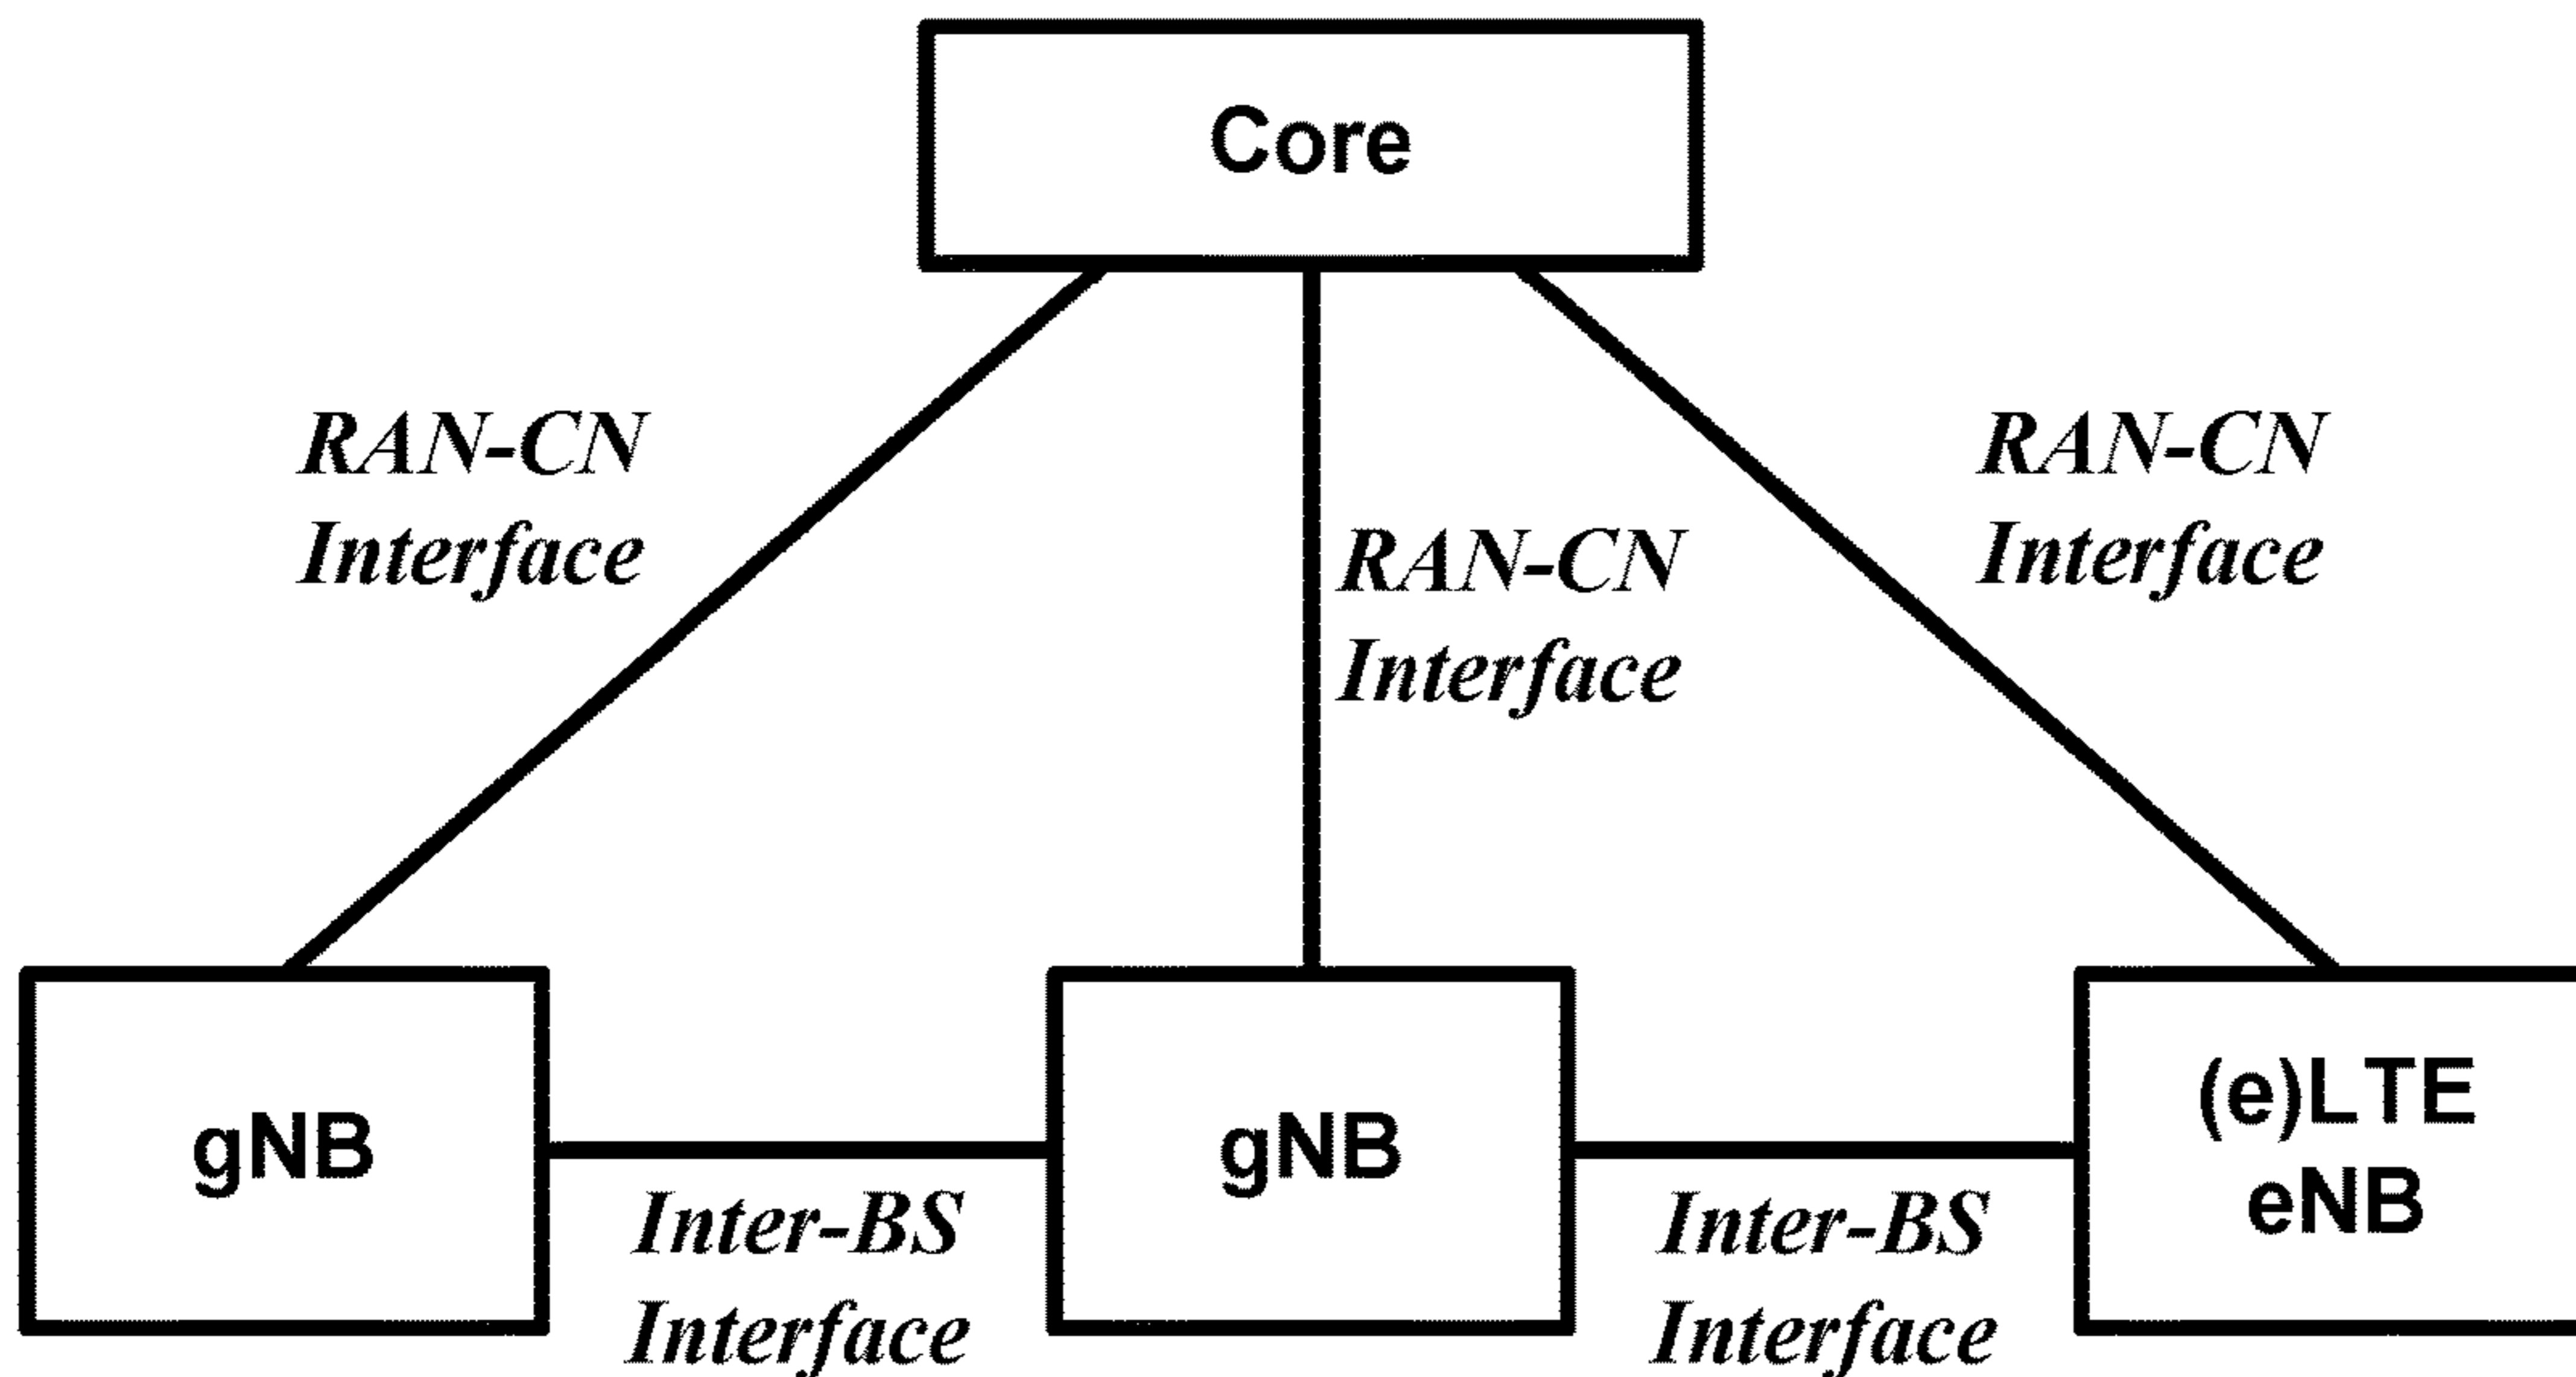 Core
RAN-CN
Interface
RAN-CN
Interface
RAN-CN
Interface
gNB
gNB
(e)LTE
eNB
Inter-BS
Interface
Inter-BS
Interface